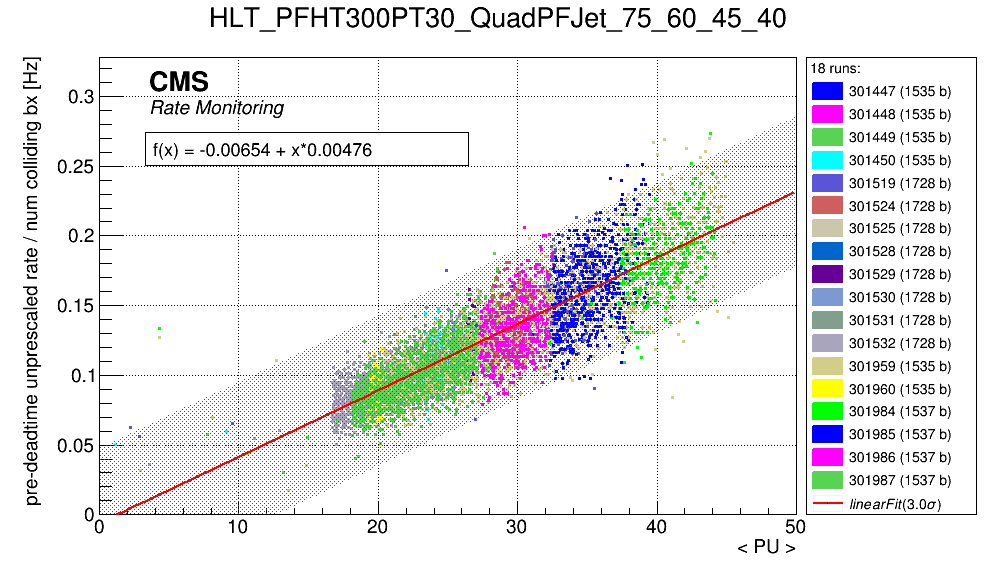 HLT_PFHT300PT30_QuadPFJet_75_60_45_40
pre-deadtime unprescaled rate / num colliding bx [Hz]
CMS
Rate Monitoring
f(x) = -0.00654 + x*0.00476
0.3
0.25
0.2
0.15
0.1
0.05
0
0 10 20 30 40 50
< PU >
18 runs:
301447 (1535 b)
301448 (1535 b)
301449 (1535 b)
301450 (1535 b)
301519 (1728 b)
301524 (1728 b)
301525 (1728 b)
301528 (1728 b)
301529 (1728 b)
301530 (1728 b)
301531 (1728 b)
301532 (1728 b)
301959 (1535 b)
301960 (1535 b)
301984 (1537 b)
301985 (1537 b)
301986 (1537 b)
301987 (1537 b)
linearFit(3.0σ)